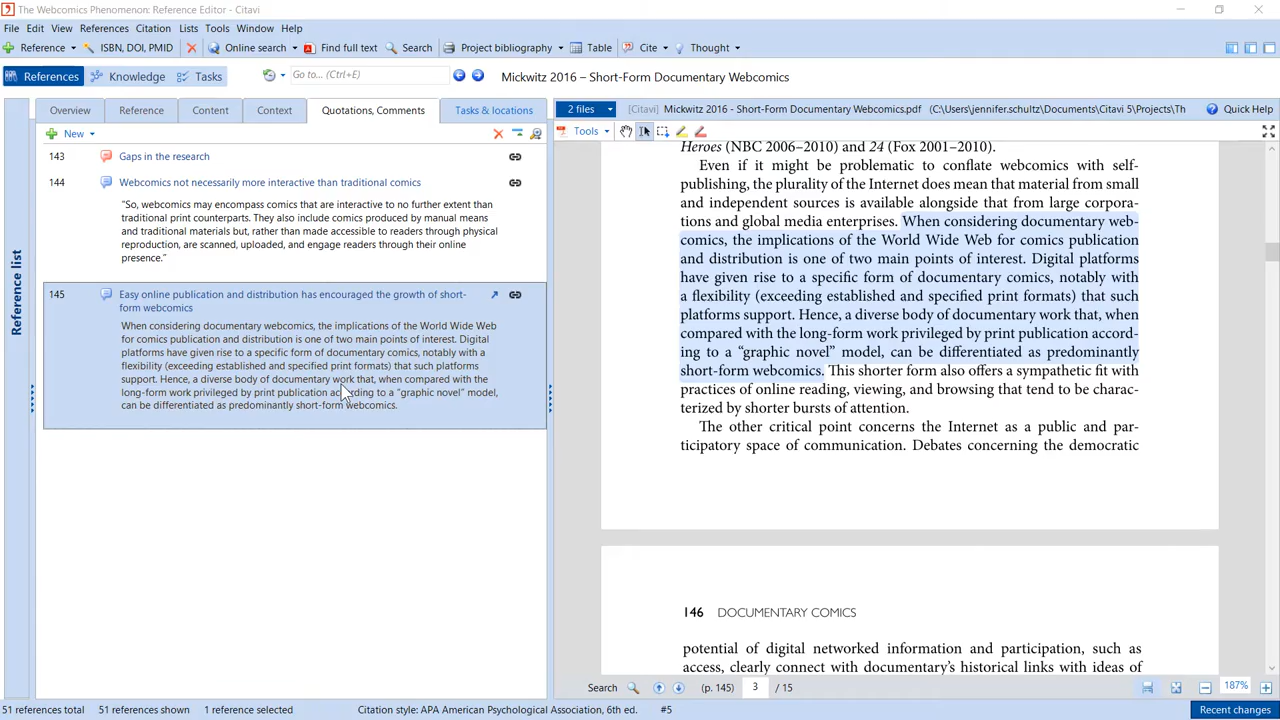 The Webcomics Phenomenon: Reference Editor - Citavi
File Edit View References Citation Lists Tools Window Help
Reference ISBN, DOI, PMID Online search Find full text Search Project bibliography Table Cite Thought
References Knowledge Tasks Go to... (Ctrl+E) Mickwitz 2016 – Short-Form Documentary Webcomics
Overview Reference Content Context Quotations, Comments Tasks & locations
2 files [Citavi] Mickwitz 2016 - Short-Form Documentary Webcomics.pdf (C:\Users\jennifer.schultz\Documents\Citavi 5\Projects\Th Quick Help
New
Tools
Reference list
143 Gaps in the research
144 Webcomics not necessarily more interactive than traditional comics
"So, webcomics may encompass comics that are interactive to no further extent than
traditional print counterparts. They also include comics produced by manual means
and traditional materials but, rather than made accessible to readers through physical
reproduction, are scanned, uploaded, and engage readers through their online
presence."
145 Easy online publication and distribution has encouraged the growth of short-
form webcomics
When considering documentary webcomics, the implications of the World Wide Web
for comics publication and distribution is one of two main points of interest. Digital
platforms have given rise to a specific form of documentary comics, notably with a
flexibility (exceeding established and specified print formats) that such platforms
support. Hence, a diverse body of documentary work that, when compared with the
long-form work privileged by print publication according to a “graphic novel” model,
can be differentiated as predominantly short-form webcomics.
Heroes (NBC 2006–2010) and 24 (Fox 2001–2010).
Even if it might be problematic to conflate webcomics with self-
publishing, the plurality of the Internet does mean that material from small
and independent sources is available alongside that from large corpora-
tions and global media enterprises. When considering documentary web-
comics, the implications of the World Wide Web for comics publication
and distribution is one of two main points of interest. Digital platforms
have given rise to a specific form of documentary comics, notably with
a flexibility (exceeding established and specified print formats) that such
platforms support. Hence, a diverse body of documentary work that, when
compared with the long-form work privileged by print publication accord-
ing to a “graphic novel” model, can be differentiated as predominantly
short-form webcomics. This shorter form also offers a sympathetic fit with
practices of online reading, viewing, and browsing that tend to be charac-
terized by shorter bursts of attention.
The other critical point concerns the Internet as a public and par-
ticipatory space of communication. Debates concerning the democratic
146 DOCUMENTARY COMICS
potential of digital networked information and participation, such as
access, clearly connect with documentary’s historical links with ideas of
Search (p. 145) 3 / 15 187%
51 references total 51 references shown 1 reference selected Citation style: APA American Psychological Association, 6th ed. #5 Recent changes